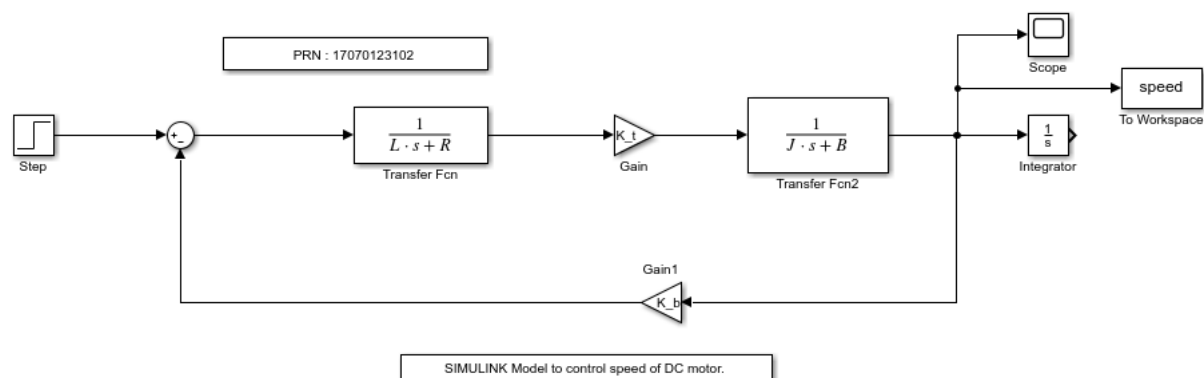 PRN : 17070123102
Scope
speed
To Workspace
Step
+
−
1
L · s + R
Transfer Fcn
K_t
Gain
1
J · s + B
Transfer Fcn2
1
s
Integrator
Gain1
K_b
SIMULINK Model to control speed of DC motor.